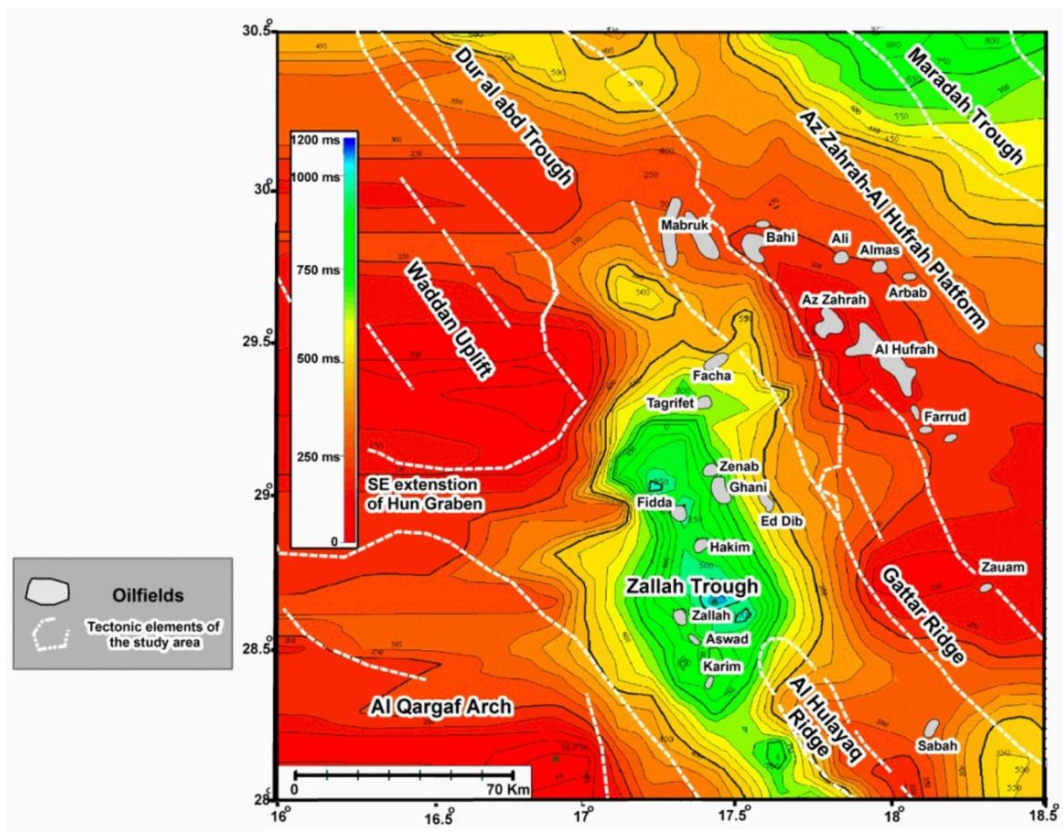 30.5
30
29.5
29
28.5
28
16
16.5
17
17.5
18
18.5
Dur al abd Trough
Maradah Trough
Az Zahrah-Al Hufrah Platform
Waddan Uplift
1200 ms
1000 ms
750 ms
500 ms
250 ms
0
Mabruk
Bahi
Ali
Almas
Arbab
Az Zahrah
Al Hufrah
Facha
Tagrifet
Farrud
Zenab
Ghani
Fidda
Ed Dib
SE extenstion
of Hun Graben
Hakim
Zallah Trough
Zauam
Zallah
Aswad
Karim
Gattar Ridge
Al Hulayaq
Ridge
Al Qargaf Arch
Sabah
0
70 Km
Oilfields
Tectonic elements of
the study area